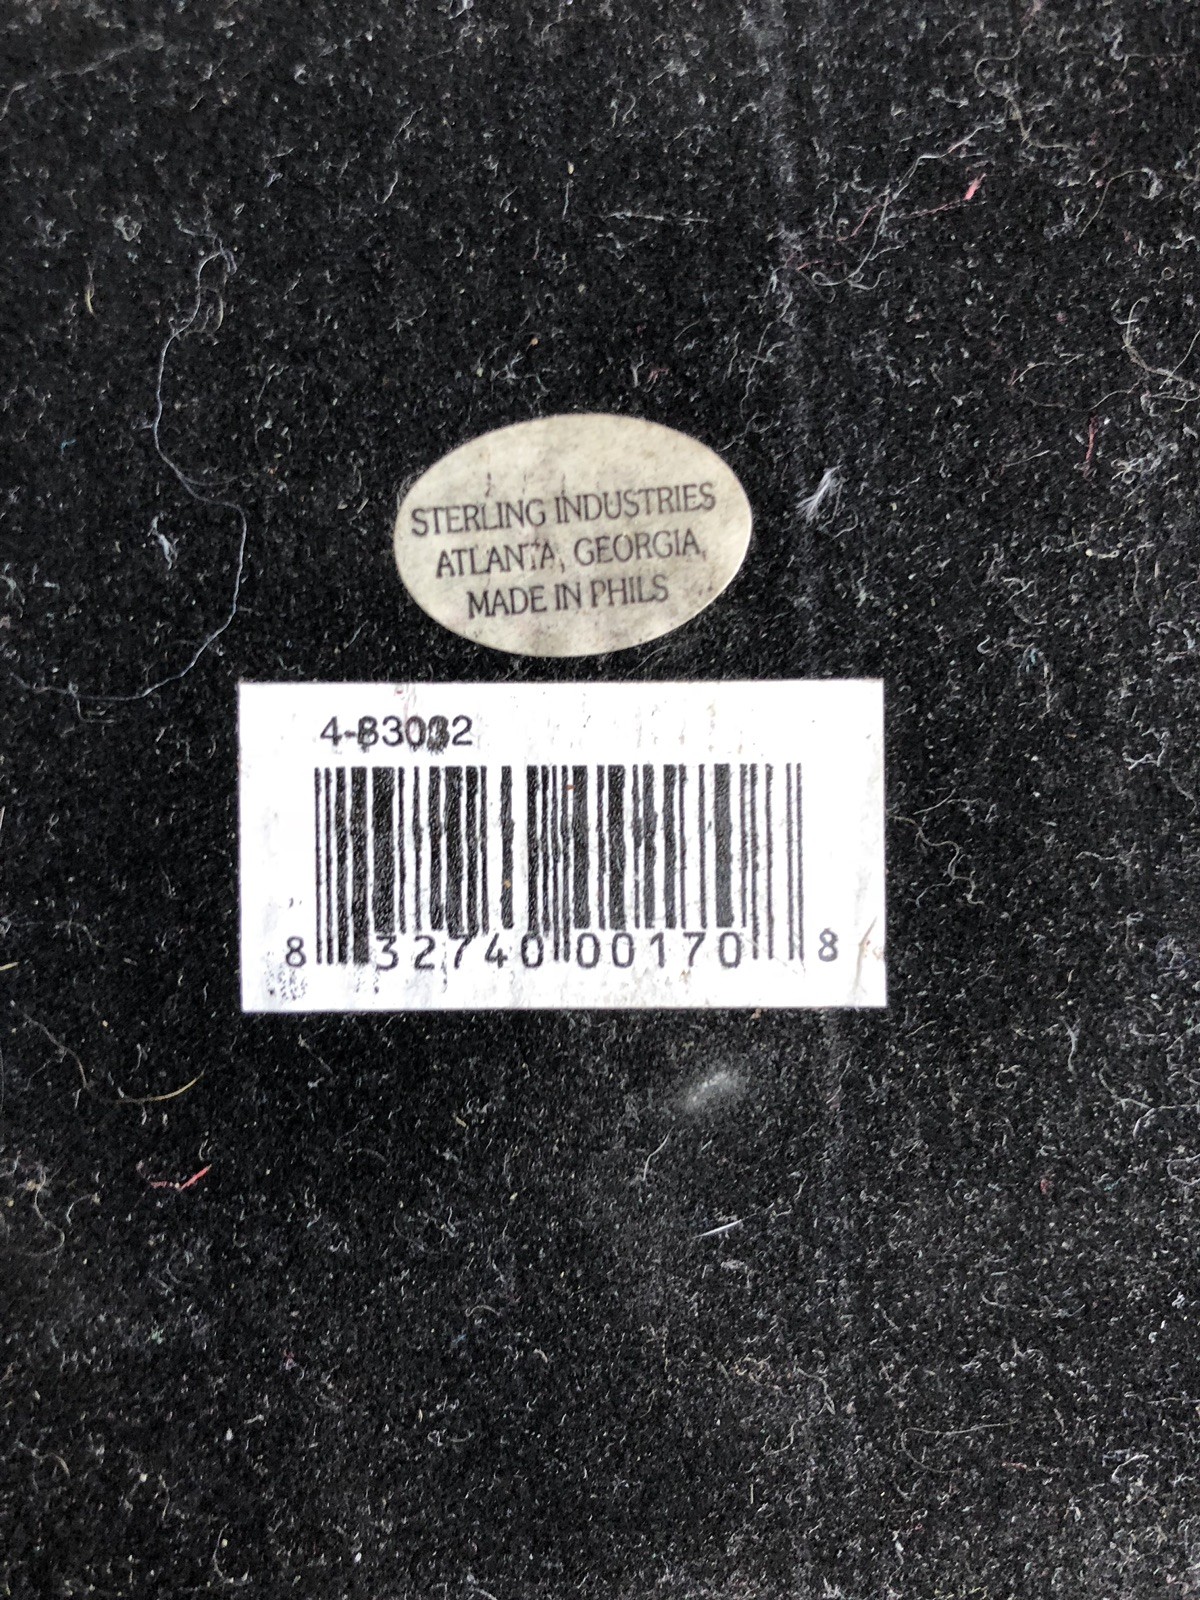 STERLING INDUSTRIES
ATLANTA, GEORGIA,
MADE IN PHILS
8 32740 00170 8